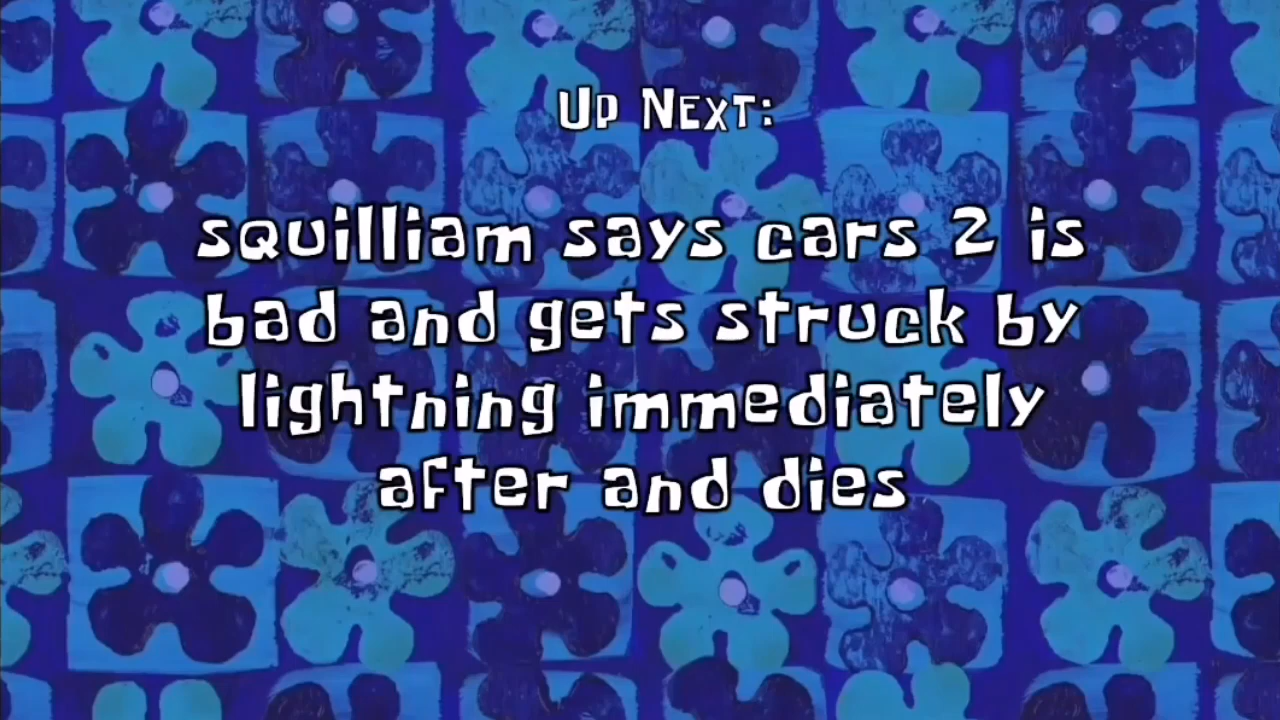 Up Next:
squilliam says cars 2 is
bad and gets struck by
lightning immediately
after and dies